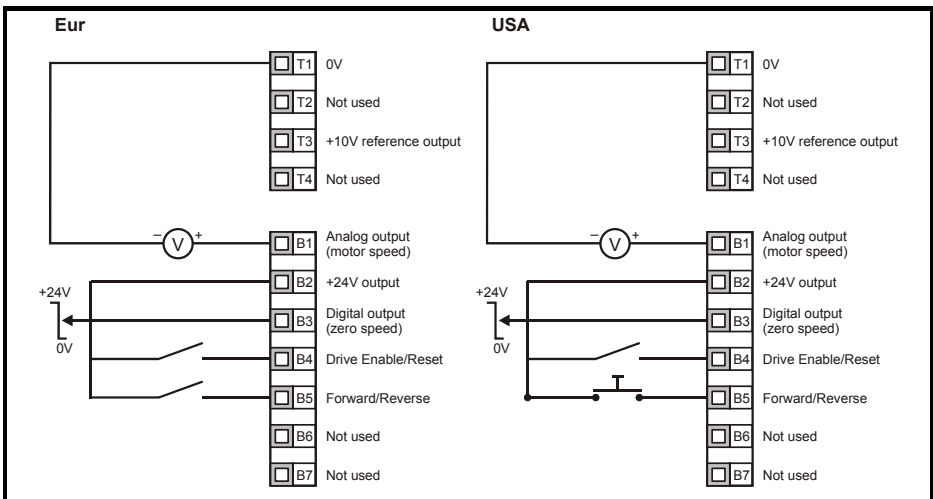 Eur
T1 0V
T2 Not used
T3 +10V reference output
T4 Not used
− V +
B1 Analog output
(motor speed)
B2 +24V output
+24V
0V
B3 Digital output
(zero speed)
B4 Drive Enable/Reset
B5 Forward/Reverse
B6 Not used
B7 Not used
USA
T1 0V
T2 Not used
T3 +10V reference output
T4 Not used
− V +
B1 Analog output
(motor speed)
B2 +24V output
+24V
0V
B3 Digital output
(zero speed)
B4 Drive Enable/Reset
B5 Forward/Reverse
B6 Not used
B7 Not used